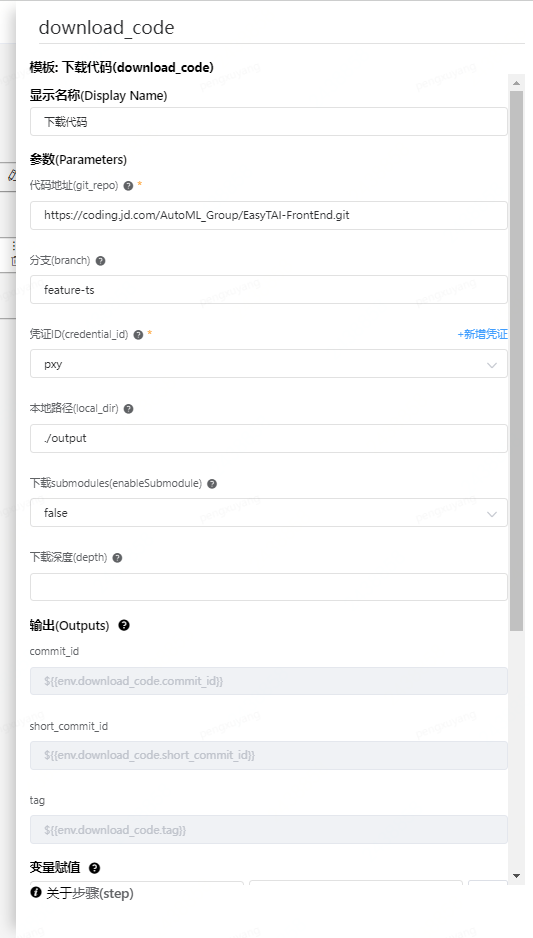 download_code
模板: 下载代码(download_code)
显示名称(Display Name)
下载代码
参数(Parameters)
代码地址(git_repo) ? *
https://coding.jd.com/AutoML_Group/EasyTAI-FrontEnd.git
分支(branch) ?
feature-ts
凭证ID(credential_id) ? * +新增凭证
pxy
本地路径(local_dir) ?
./output
下载submodules(enableSubmodule) ?
false
下载深度(depth) ?
输出(Outputs) ?
commit_id
${{env.download_code.commit_id}}
short_commit_id
${{env.download_code.short_commit_id}}
tag
${{env.download_code.tag}}
变量赋值 ?
关于步骤(step)